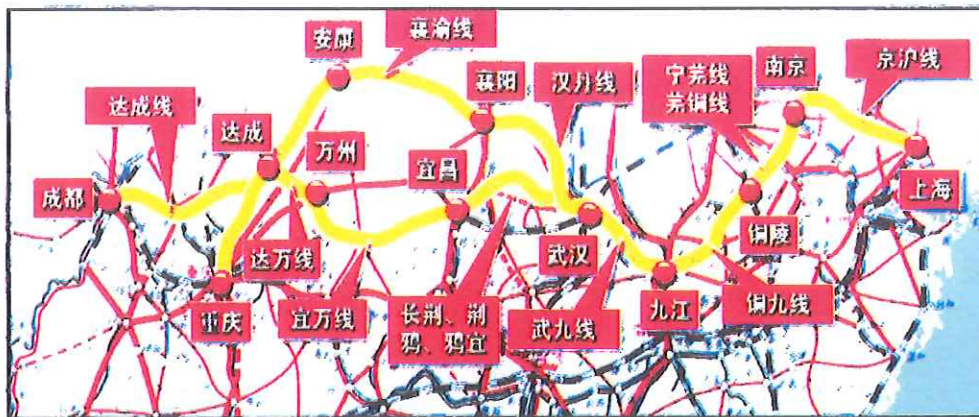 襄渝线
安康
京沪线
南京
宁芜线
芜铜线
汉丹线
襄阳
达成线
达成
万州
宜昌
成都
上海
铜陵
武汉
达万线
重庆
宜万线
长荆、荆
鸦、鸦宜
武九线
九江
铜九线